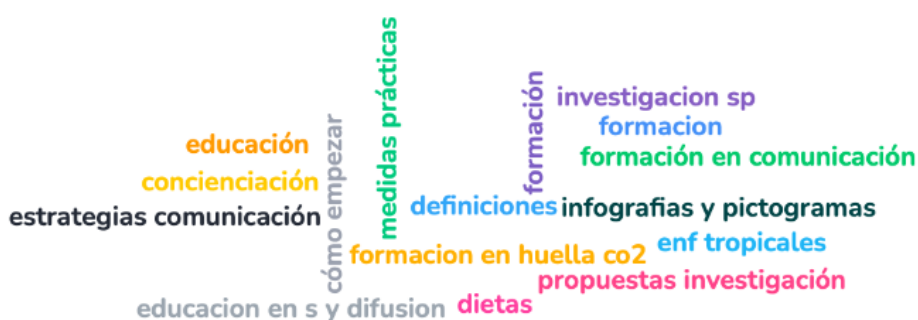 medidas prácticas
formación
investigacion sp
formacion
educación
formación en comunicación
concienciación
cómo empezar
definiciones
infografias y pictogramas
estrategias comunicación
enf tropicales
formacion en huella co2
propuestas investigación
educacion en s y difusion
dietas